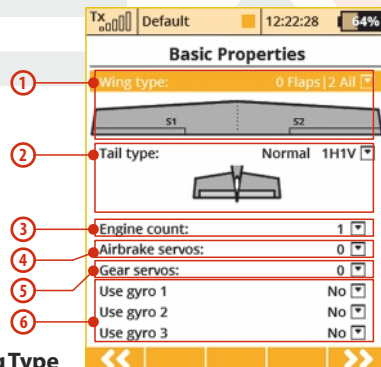 Tx Default 12:22:28 64%
Basic Properties
1 Wing type: 0 Flaps|2 Ail
S1 S2
2 Tail type: Normal 1H1V
3 Engine count: 1
4 Airbrake servos: 0
5 Gear servos: 0
6 Use gyro 1 No
Use gyro 2 No
Use gyro 3 No
g Type